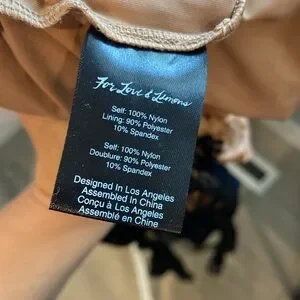 For Love & Lemons
Self: 100% Nylon
Lining: 90% Polyester
10% Spandex
Self: 100% Nylon
Doublure: 90% Polyester
10% Spandex
Designed In Los Angeles
Assembled In China
Conçu à Los Angeles
Assemblé en Chine